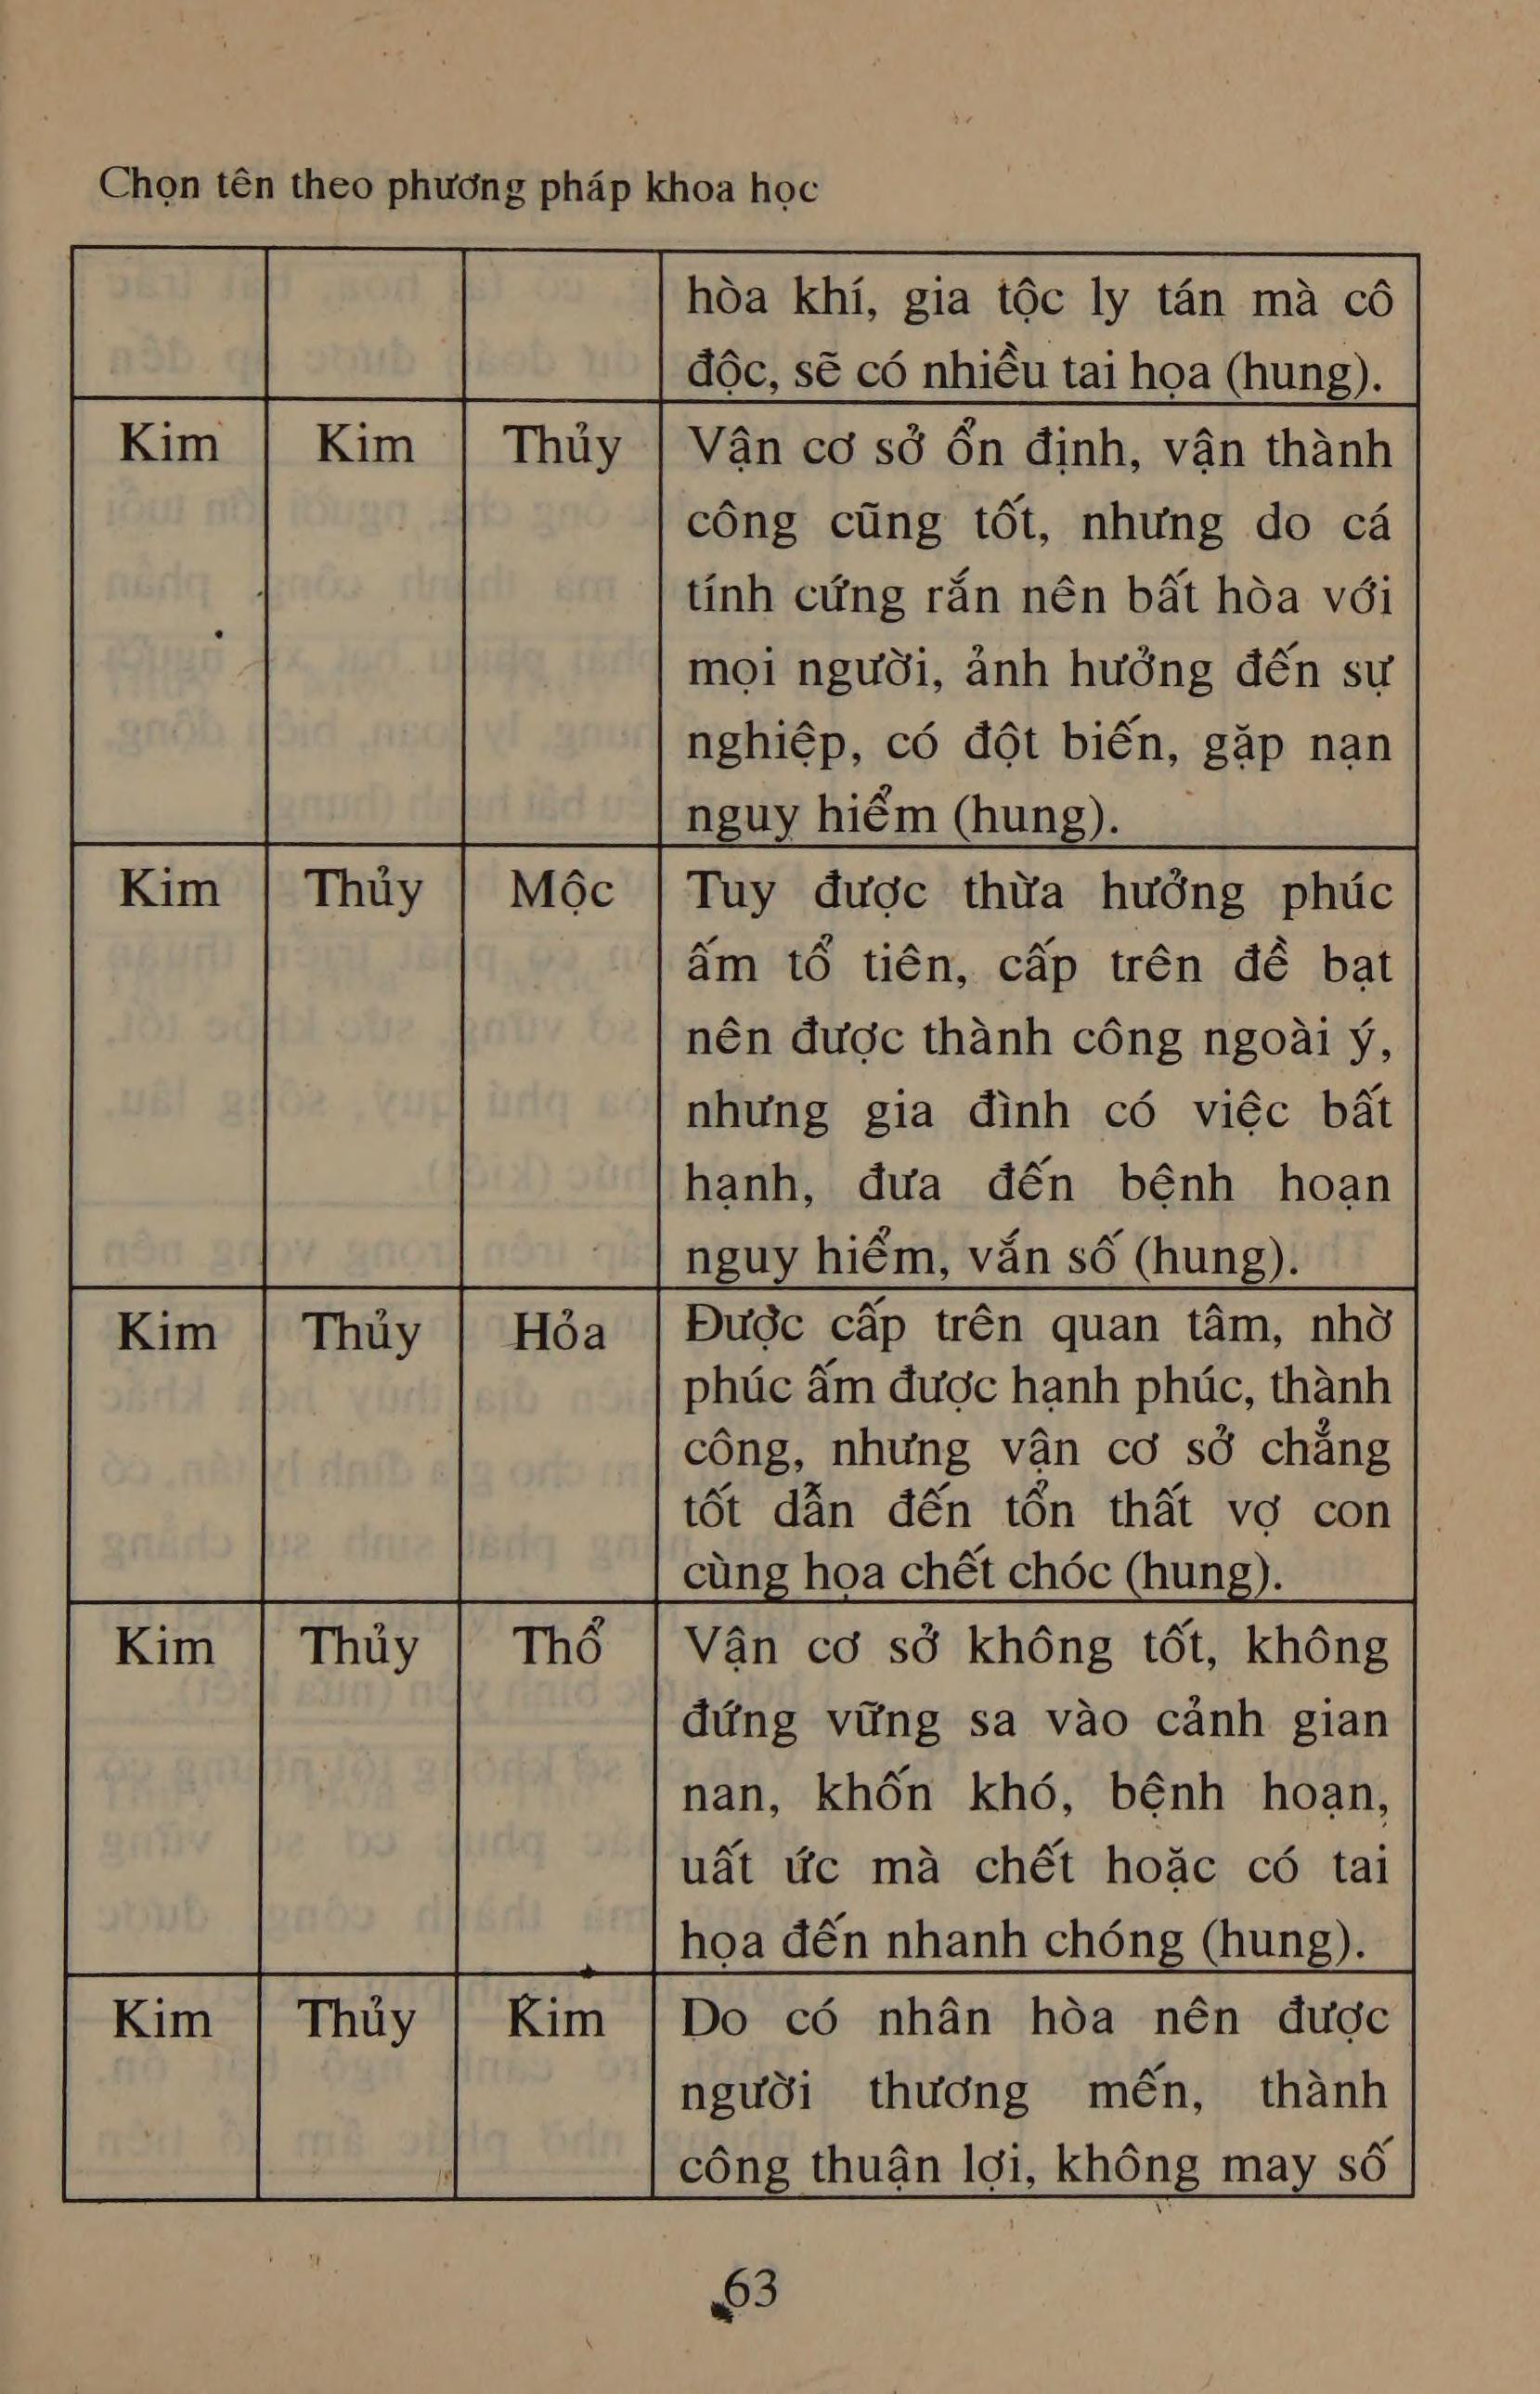 Chọn tên theo phương pháp khoa học
hòa khí, gia tộc ly tán mà cô
độc, sẽ có nhiều tai họa (hung).
Kim Kim Thủy Vận cơ sở ổn định, vận thành
công cũng tốt, nhưng do cá
tính cứng rắn nên bất hòa với
mọi người, ảnh hưởng đến sự
nghiệp, có đột biến, gặp nạn
nguy hiểm (hung).
Kim Thủy Mộc Tuy được thừa hưởng phúc
ấm tổ tiên, cấp trên đề bạt
nên được thành công ngoài ý,
nhưng gia đình có việc bất
hạnh, đưa đến bệnh hoạn
nguy hiểm, vắn số (hung).
Kim Thủy Hỏa Được cấp trên quan tâm, nhờ
phúc ấm được hạnh phúc, thành
công, nhưng vận cơ sở chẳng
tốt dẫn đến tổn thất vợ con
cùng họa chết chóc (hung).
Kim Thủy Thổ Vận cơ sở không tốt, không
đứng vững sa vào cảnh gian
nan, khốn khó, bệnh hoạn,
uất ức mà chết hoặc có tai
họa đến nhanh chóng (hung).
Kim Thủy Kim Do có nhân hòa nên được
người thương mến, thành
công thuận lợi, không may số
63